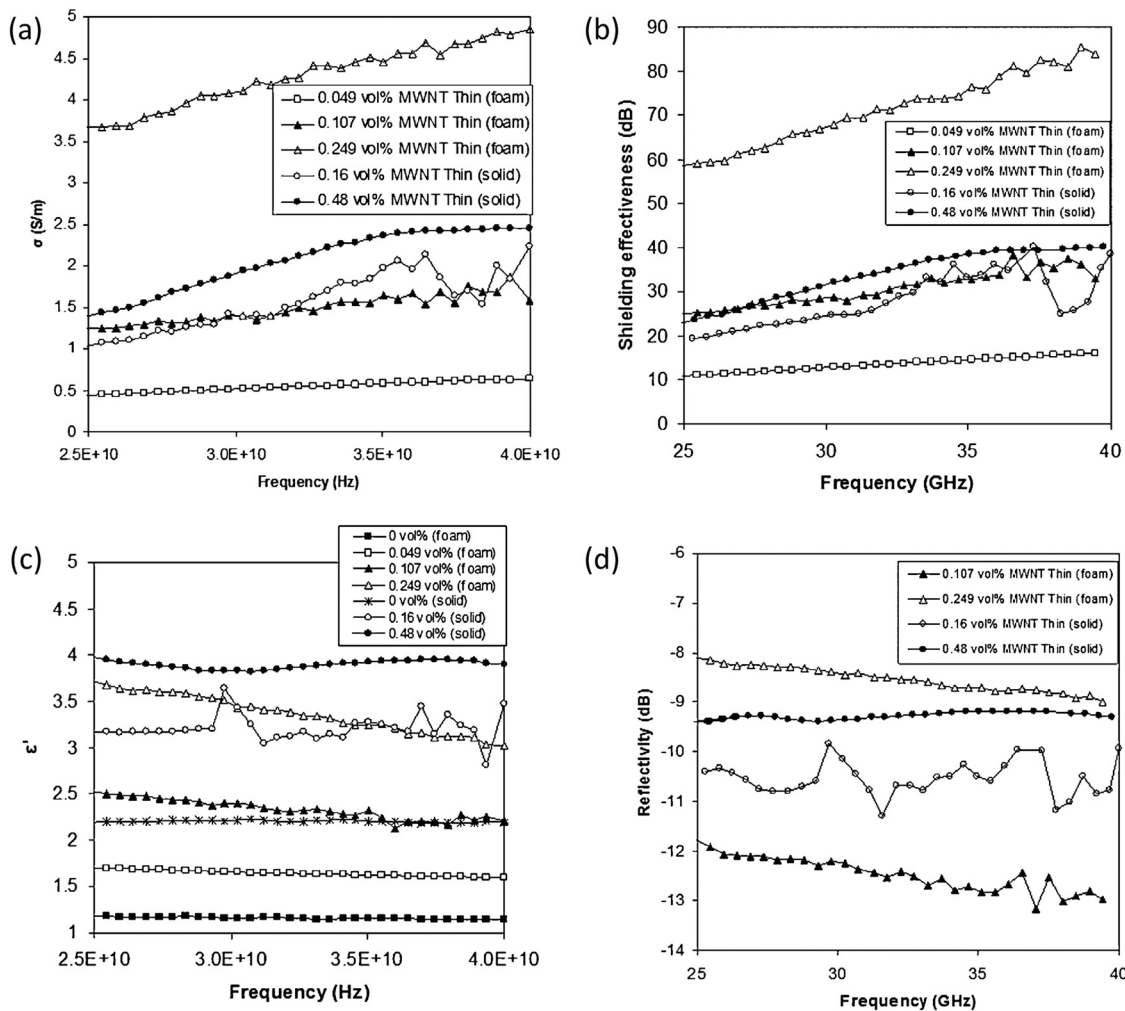 (a)
5
4.5
4
3.5
3
2.5
2
1.5
1
0.5
0
σ (S/m)
0.049 vol% MWNT Thin (foam)
0.107 vol% MWNT Thin (foam)
0.249 vol% MWNT Thin (foam)
0.16 vol% MWNT Thin (solid)
0.48 vol% MWNT Thin (solid)
2.5E+10
3.0E+10
3.5E+10
4.0E+10
Frequency (Hz)
(b)
90
80
70
60
50
40
30
20
10
0
Shielding effectiveness (dB)
0.049 vol% MWNT Thin (foam)
0.107 vol% MWNT Thin (foam)
0.249 vol% MWNT Thin (foam)
0.16 vol% MWNT Thin (solid)
0.48 vol% MWNT Thin (solid)
25
30
35
40
Frequency (GHz)
(c)
5
4.5
4
3.5
3
2.5
2
1.5
1
ε'
0 vol% (foam)
0.049 vol% (foam)
0.107 vol% (foam)
0.249 vol% (foam)
0 vol% (solid)
0.16 vol% (solid)
0.48 vol% (solid)
2.5E+10
3.0E+10
3.5E+10
4.0E+10
Frequency (Hz)
(d)
-6
-7
-8
-9
-10
-11
-12
-13
-14
Reflectivity (dB)
0.107 vol% MWNT Thin (foam)
0.249 vol% MWNT Thin (foam)
0.16 vol% MWNT Thin (solid)
0.48 vol% MWNT Thin (solid)
25
30
35
40
Frequency (GHz)